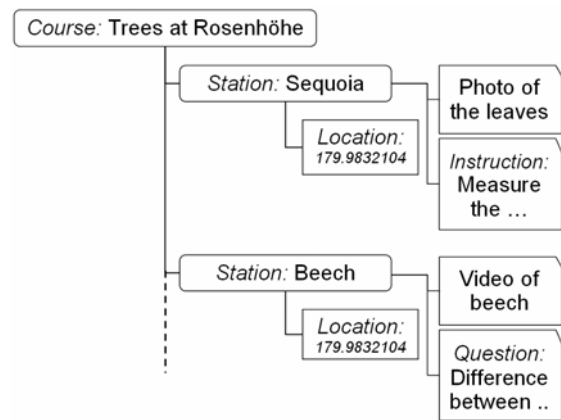 Course: Trees at Rosenhöhe
Station: Sequoia
Photo of
the leaves
Location:
179.9832104
Instruction:
Measure
the ...
Station: Beech
Video of
beech
Location:
179.9832104
Question:
Difference
between ..